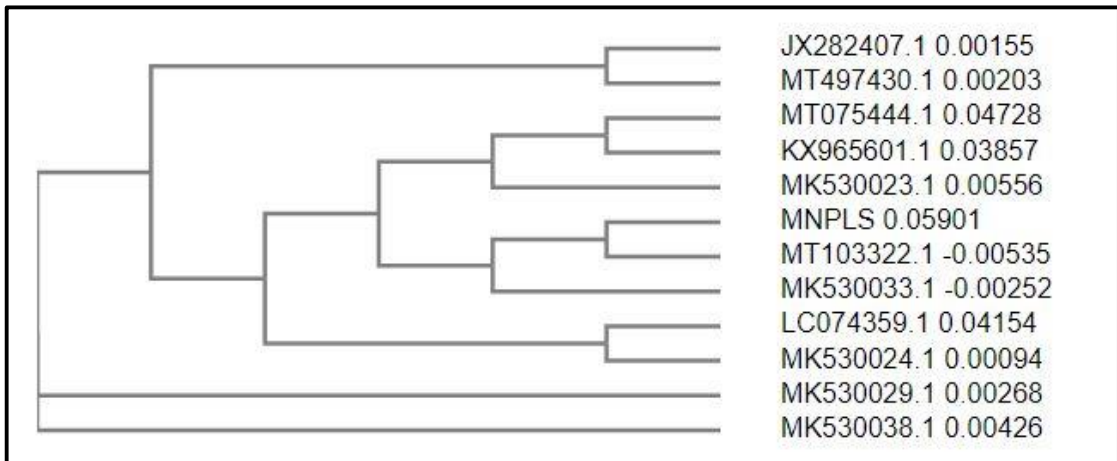 JX282407.1 0.00155
MT497430.1 0.00203
MT075444.1 0.04728
KX965601.1 0.03857
MK530023.1 0.00556
MNPLS 0.05901
MT103322.1 -0.00535
MK530033.1 -0.00252
LC074359.1 0.04154
MK530024.1 0.00094
MK530029.1 0.00268
MK530038.1 0.00426